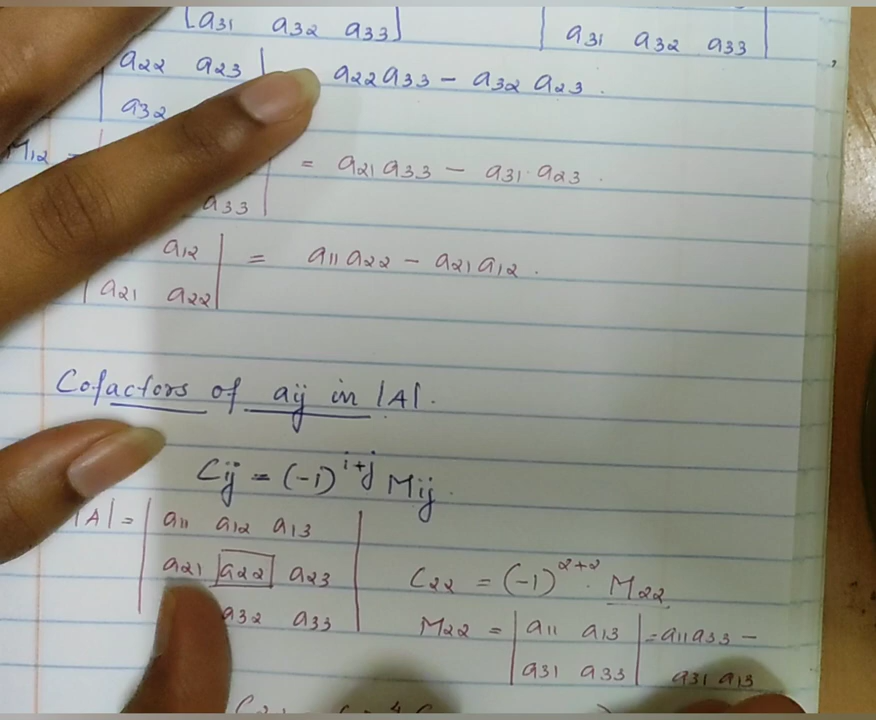 [a31 a32 a33] | a31 a32 a33 | ,
| a22 a23 | a22 a33 - a32 a23 .
| a32
M12 = = a21 a33 - a31 . a23 .
a33 |
a12 | = a11 a22 - a21 a12 .
| a21 a22 |
Cofactors of aij in |A| .
Cij = (-1)^i+j Mij .
|A| = | a11 a12 a13 |
a21 a22 a23 C22 = (-1)^2+2 . M22
a32 a33 M22 = | a11 a13 | = a11 a33 -
| a31 a33 | a31 a13